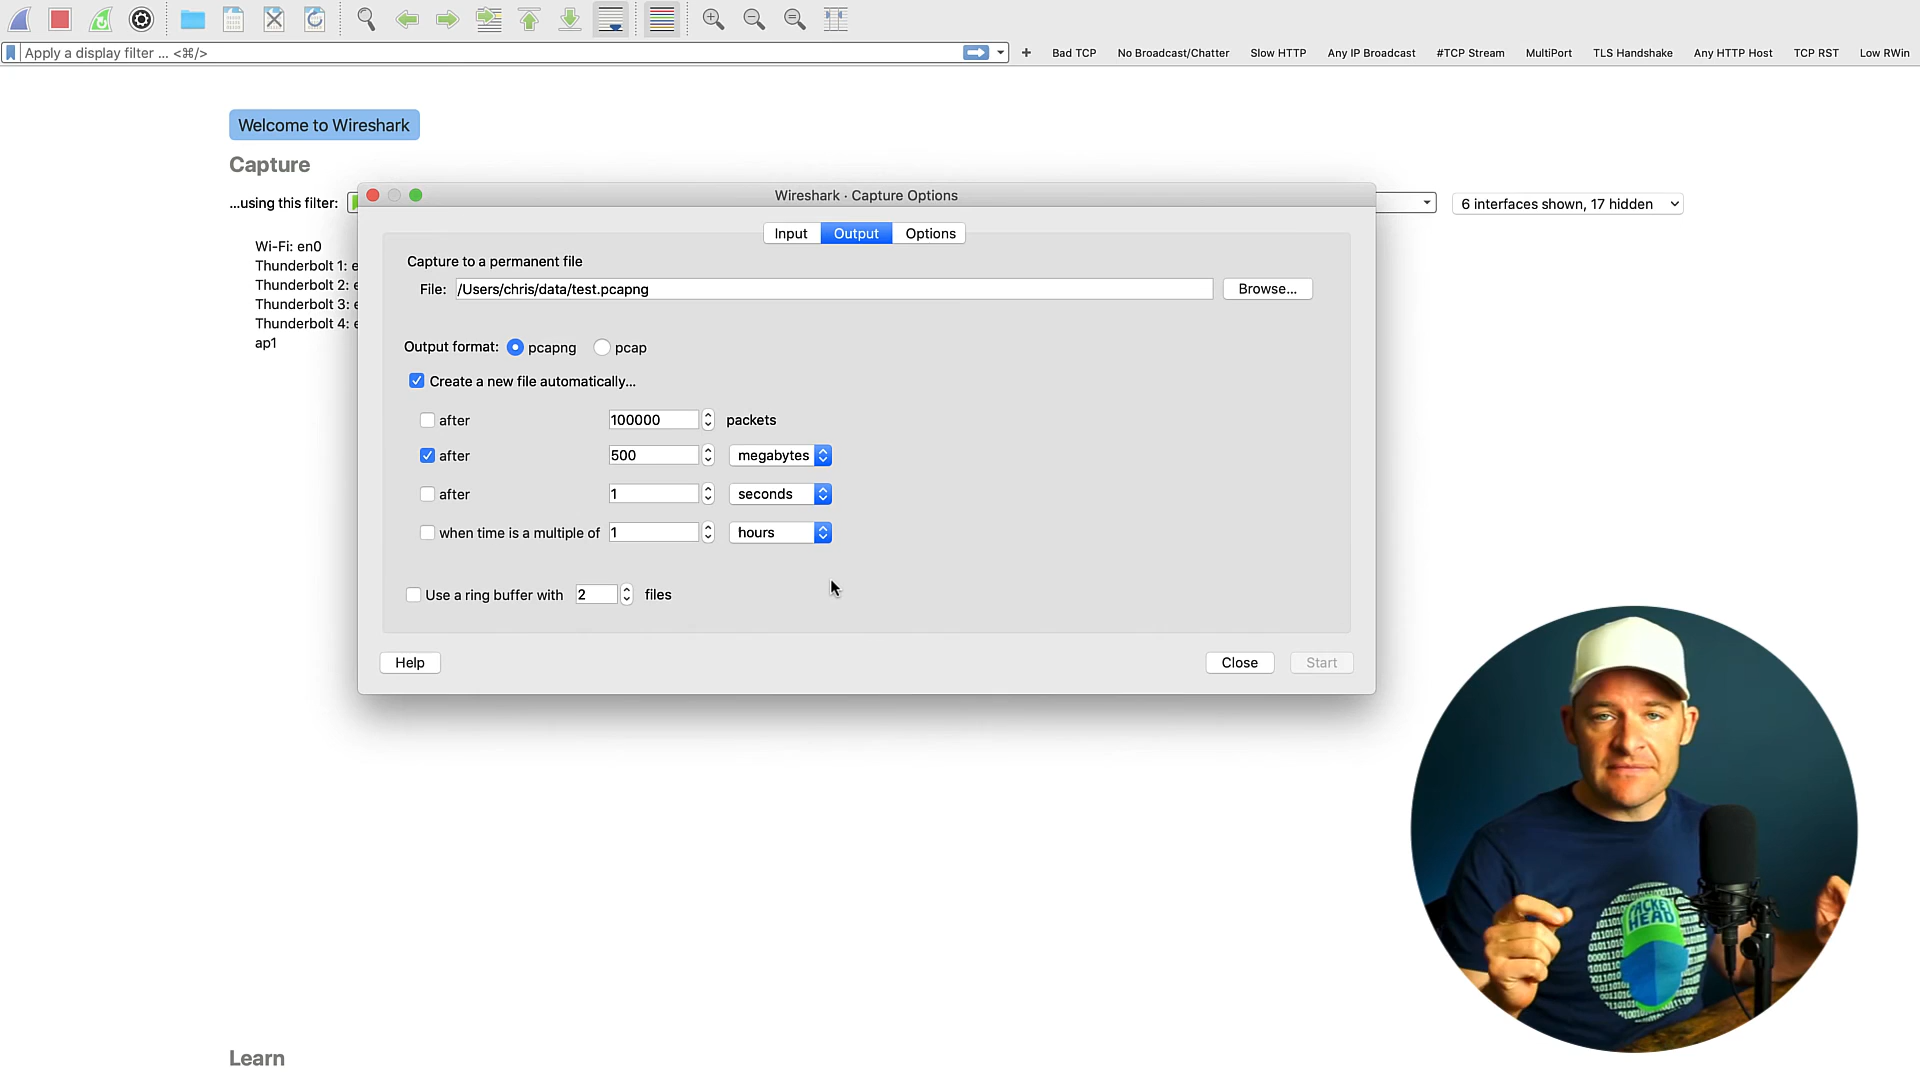 Apply a display filter ... <⌘/>
+ Bad TCP No Broadcast/Chatter Slow HTTP Any IP Broadcast #TCP Stream MultiPort TLS Handshake Any HTTP Host TCP RST Low RWin
Welcome to Wireshark
Capture
...using this filter:
6 interfaces shown, 17 hidden
Wi-Fi: en0
Thunderbolt 1: e
Thunderbolt 2: e
Thunderbolt 3: e
Thunderbolt 4: e
ap1
Wireshark · Capture Options
Input Output Options
Capture to a permanent file
File: /Users/chris/data/test.pcapng Browse...
Output format: pcapng pcap
Create a new file automatically...
after 100000 packets
after 500 megabytes
after 1 seconds
when time is a multiple of 1 hours
Use a ring buffer with 2 files
Help Close Start
PACKET
HEAD
Learn